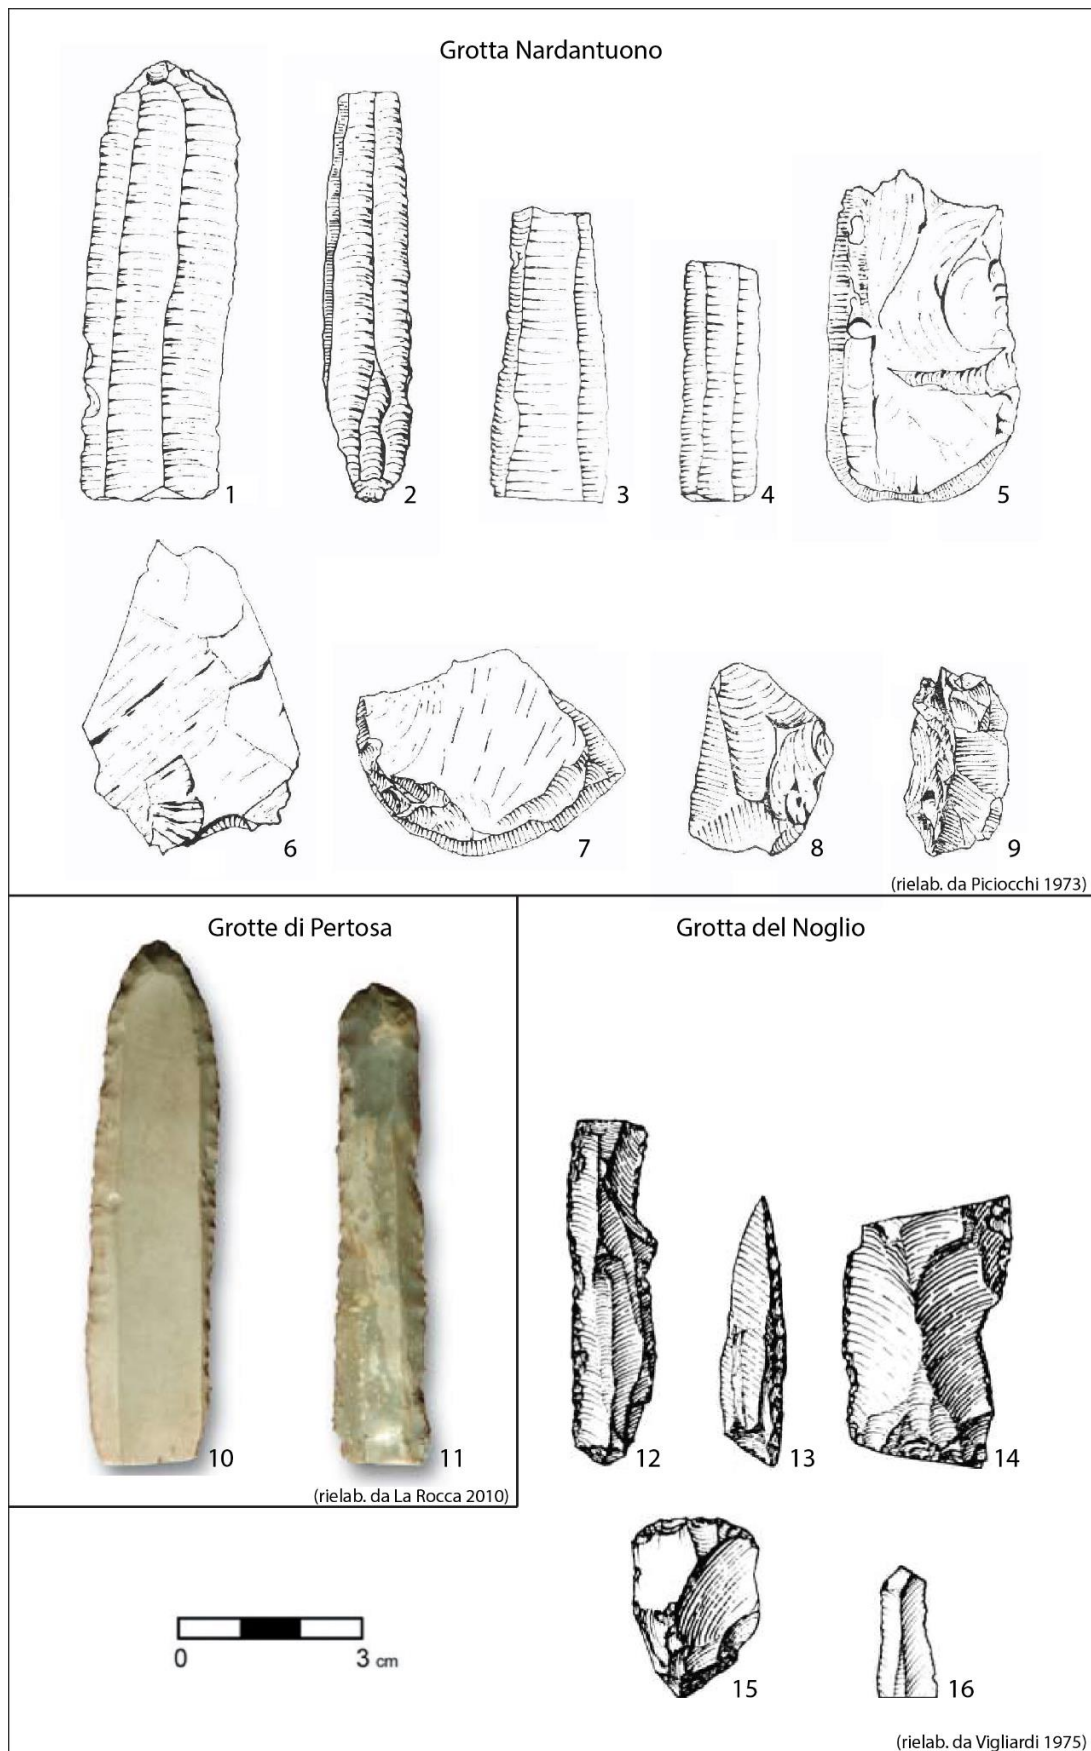 Grotta Nardantuono
1 2 3 4 5
6 7 8 9
(rielab. da Piciocchi 1973)
Grotte di Pertosa
10 11
(rielab. da La Rocca 2010)
Grotta del Noglio
12 13 14
15 16
(rielab. da Vigliardi 1975)
0 3 cm